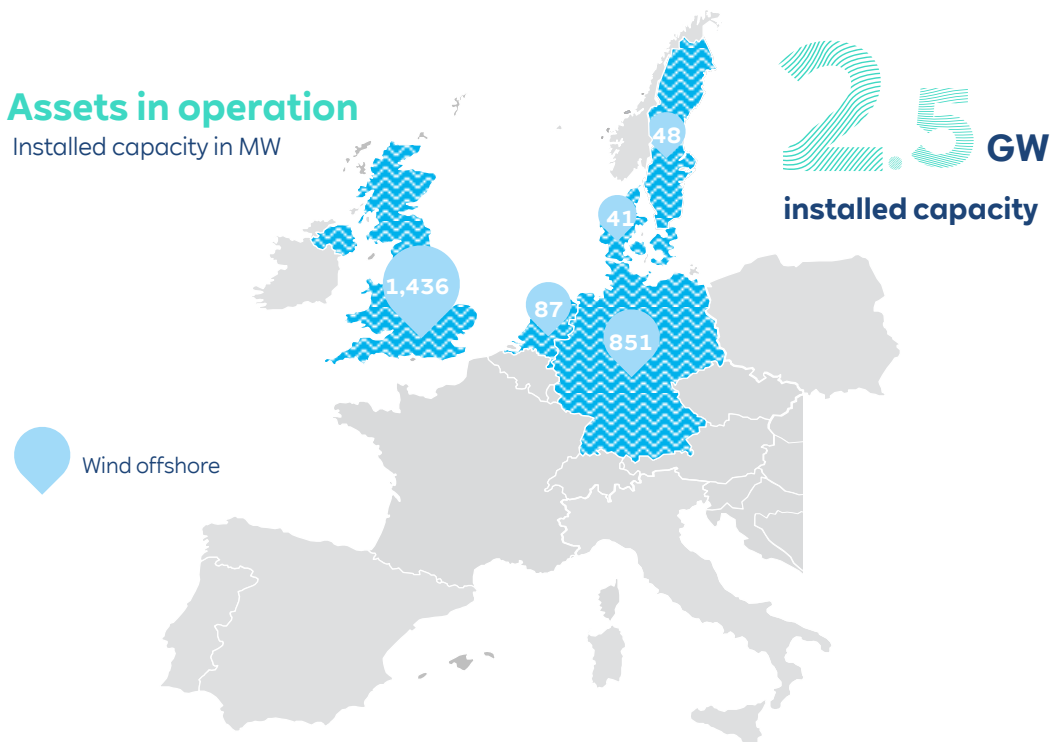 Assets in operation
Installed capacity in MW
2.5 GW
installed capacity
48
41
1,436
87
851
Wind offshore